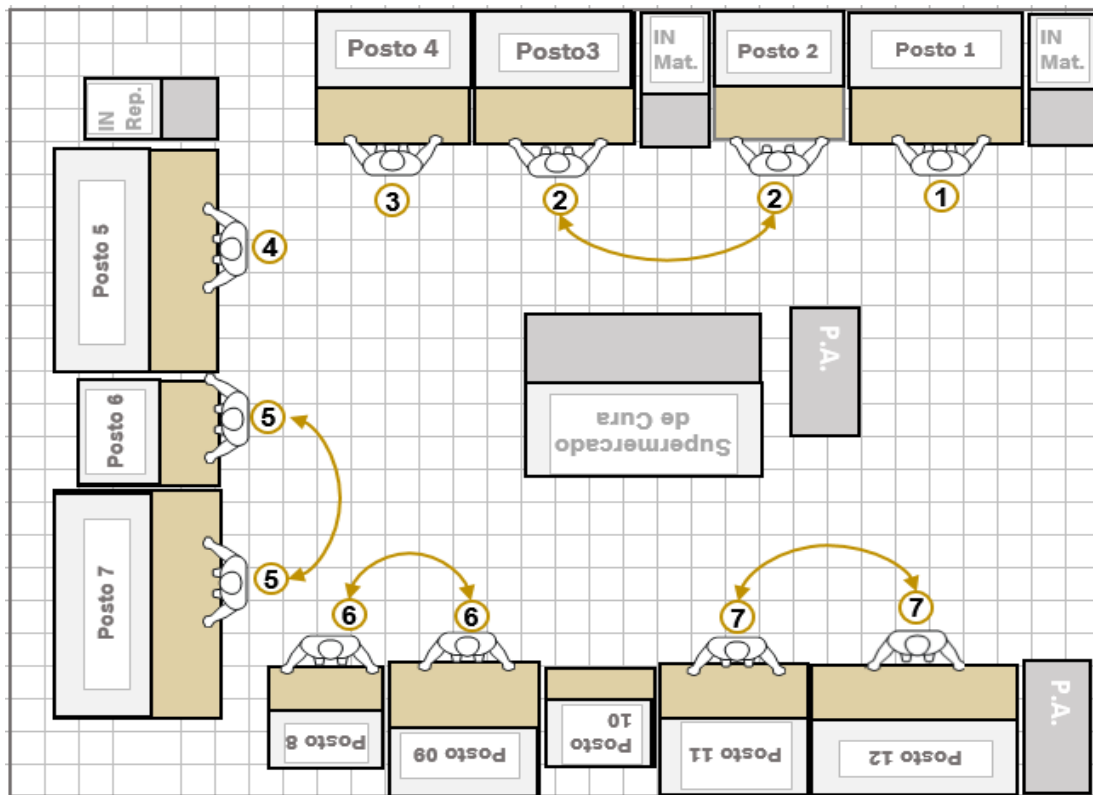 Posto 4
Posto3
IN
Mat.
Posto 2
Posto 1
IN
Mat.
3
2
2
1
IN
Rep.
Posto 5
4
P.A.
Supermercado
de Cura
Posto 6
5
Posto 7
5
6
6
7
7
Posto 8
Posto 09
Posto
10
Posto 11
Posto 12
P.A.